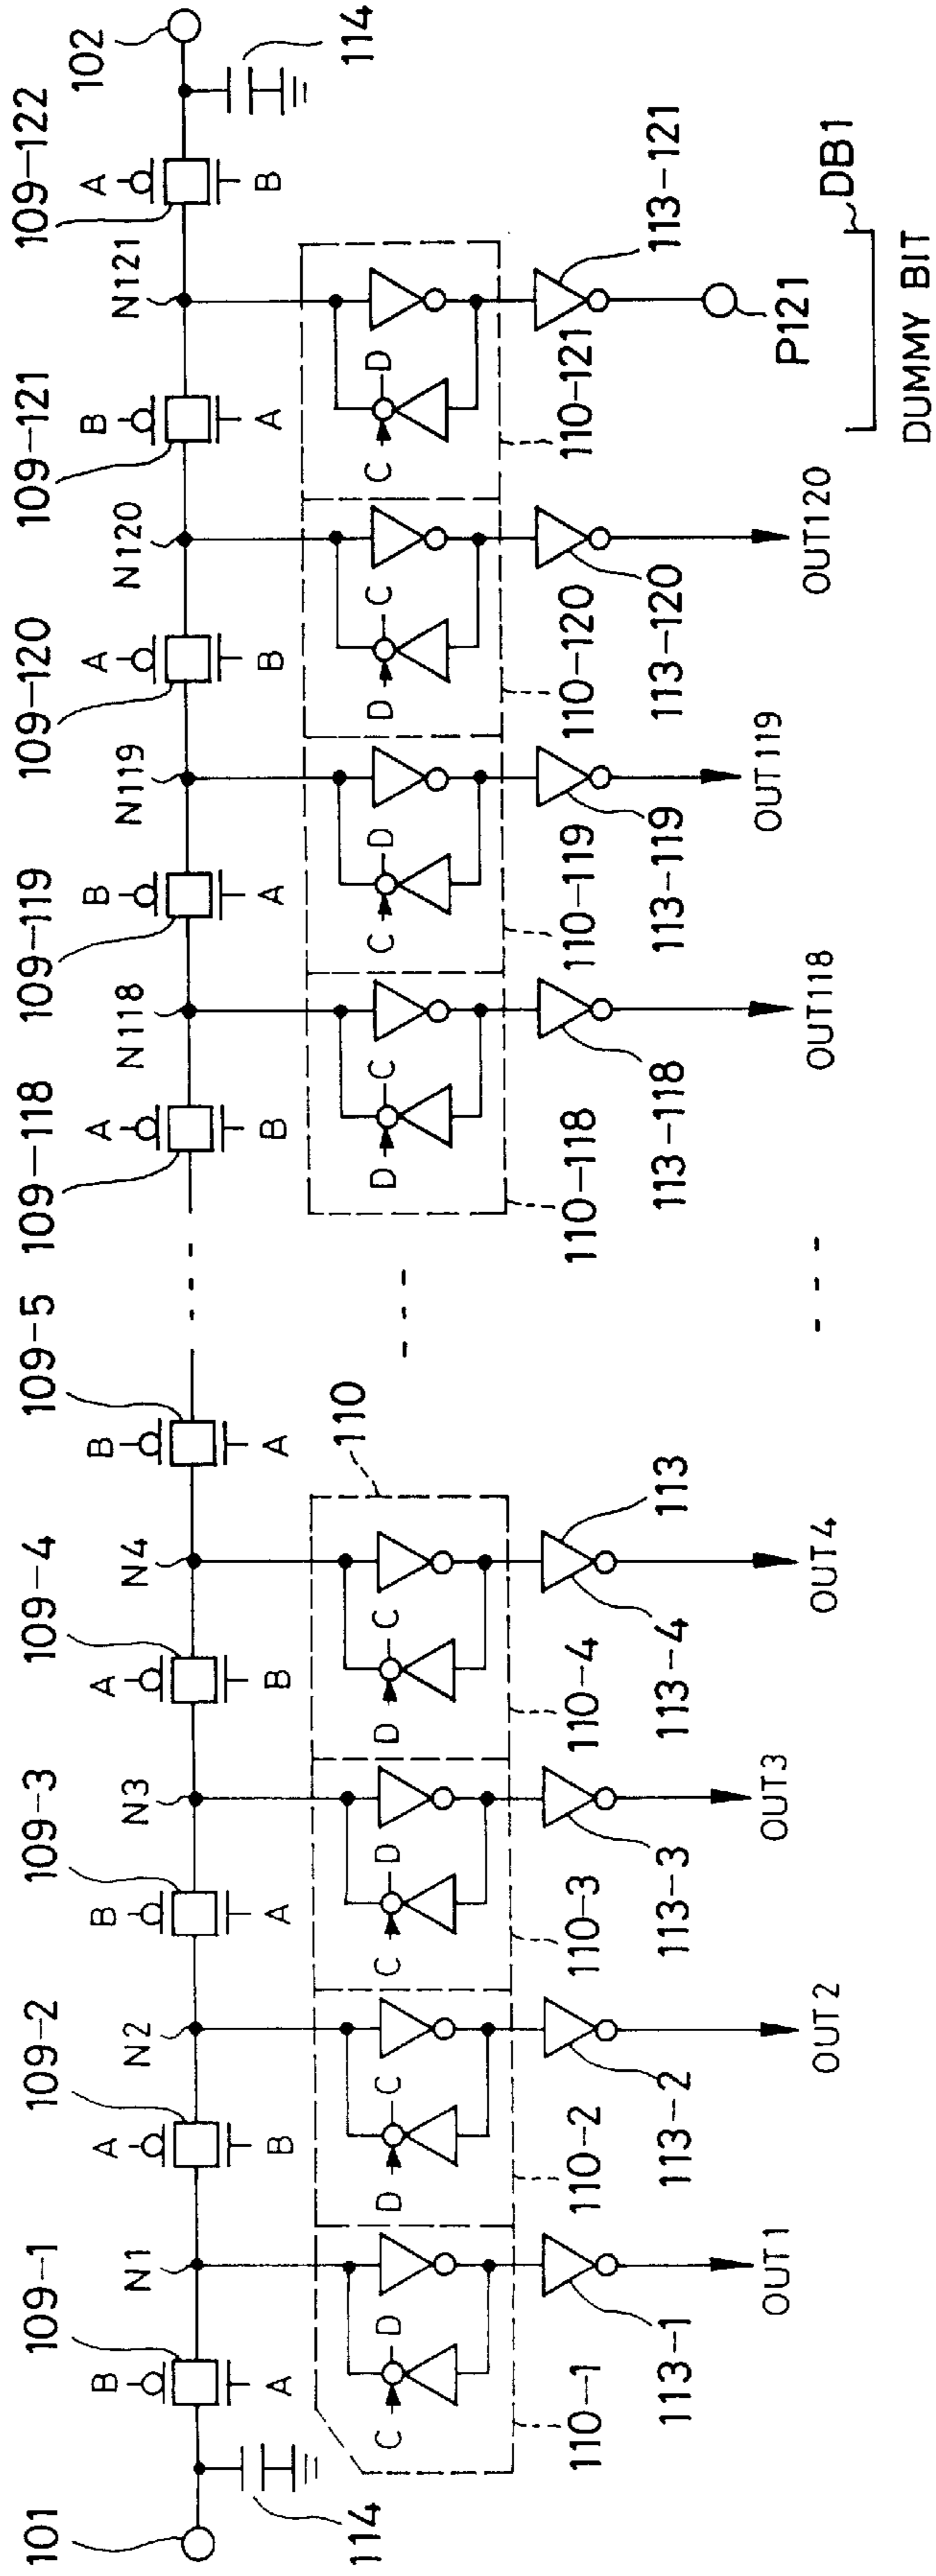 101 109-1 109-2 109-3 109-4 109-5 109-118 109-119 109-120 109-121 109-122 102
N1 N2 N3 N4 N118 N119 N120 N121
B A B A B A B A B A
114 A B A B A B A B A B 114
C D D C C D D C D C C D D C C D
110
110-1 110-2 110-3 110-4 110-118 110-119 110-120 110-121
113
113-1 113-2 113-3 113-4 113-118 113-119 113-120 113-121
OUT1 OUT2 OUT3 OUT4 OUT118 OUT119 OUT120 P121
DB1
DUMMY BIT